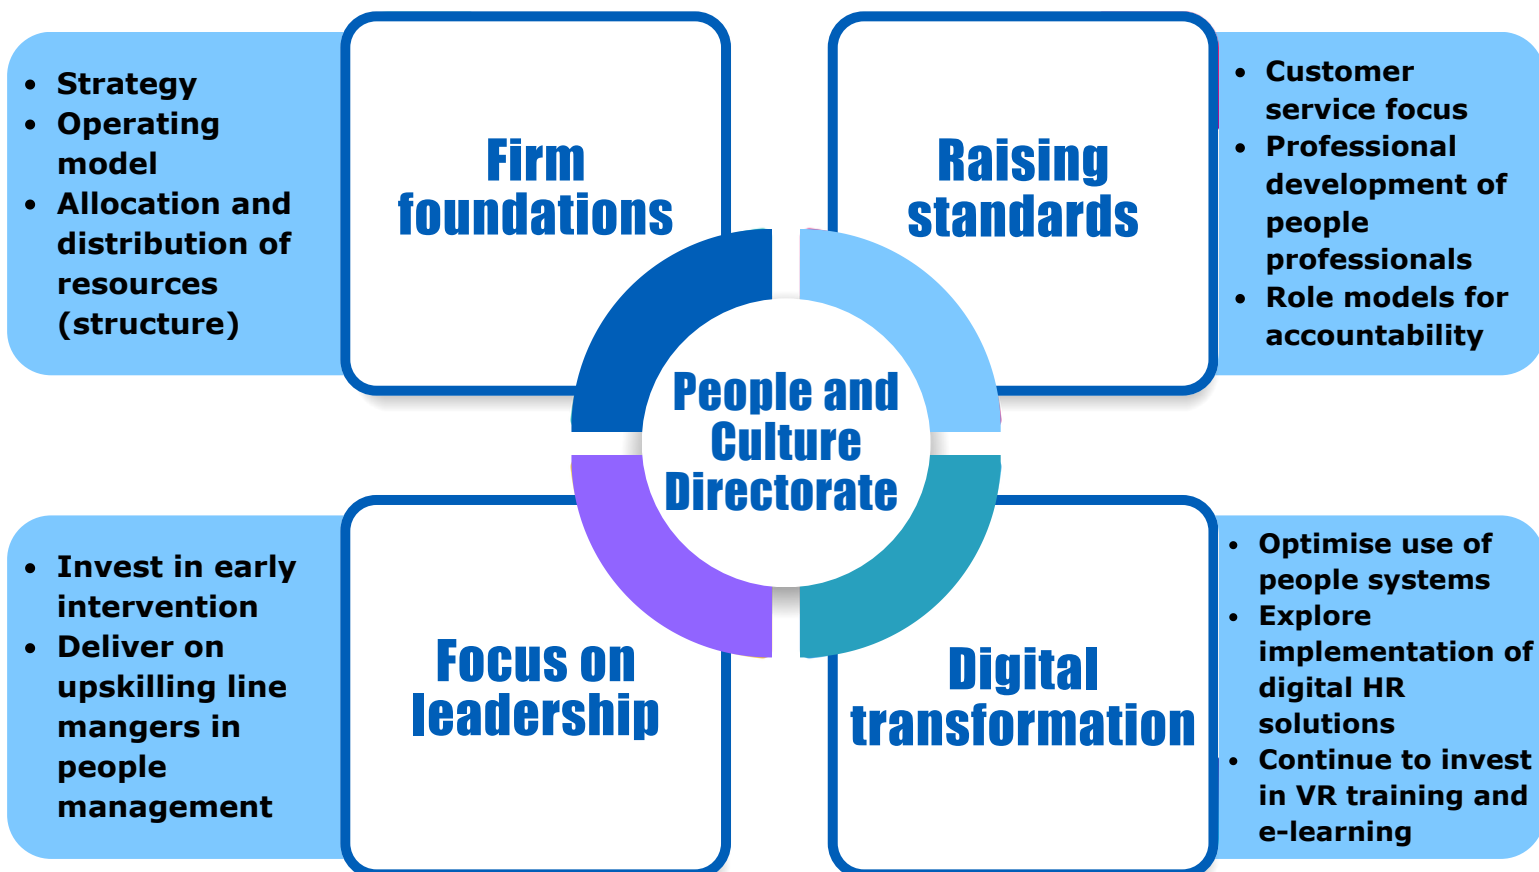 • Strategy
• Operating
model
• Allocation and
distribution of
resources
(structure)
Firm
foundations
Raising
standards
• Customer
service focus
• Professional
development of
people
professionals
• Role models for
accountability
People and
Culture
Directorate
• Invest in early
intervention
• Deliver on
upskilling line
mangers in
people
management
Focus on
leadership
Digital
transformation
• Optimise use of
people systems
• Explore
implementation of
digital HR
solutions
• Continue to invest
in VR training and
e-learning